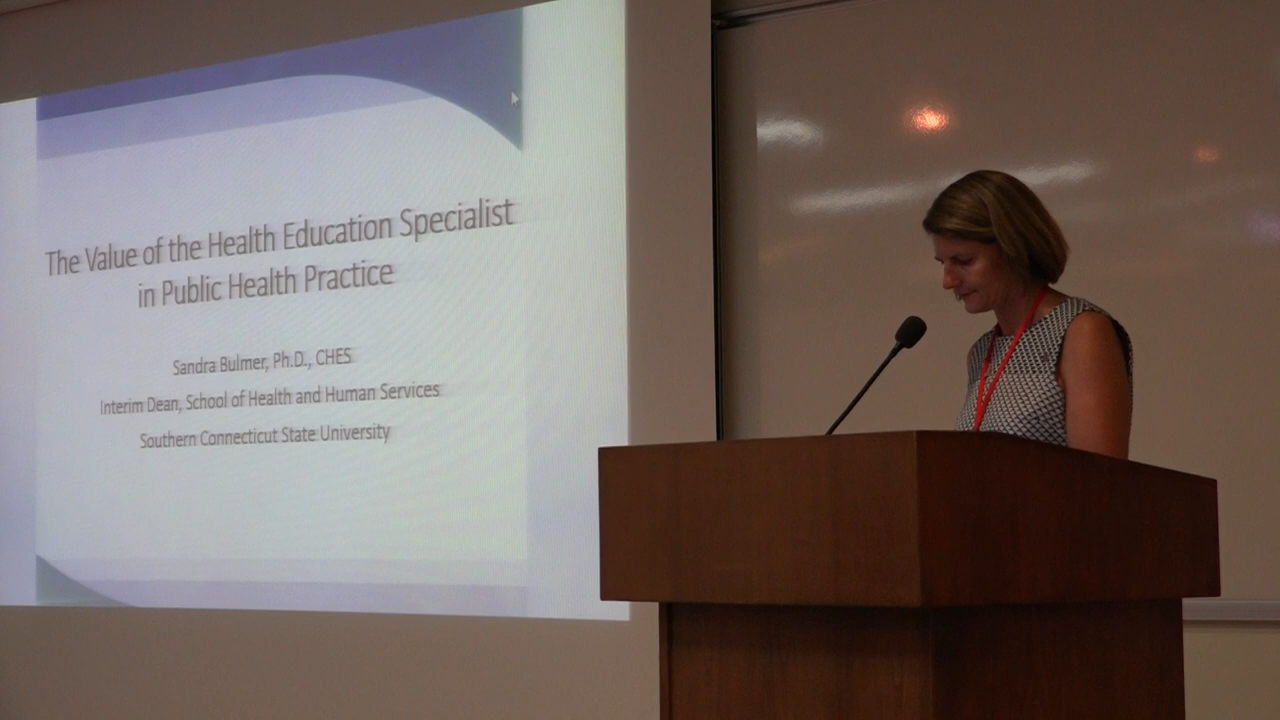 The Value of the Health Education Specialist
in Public Health Practice
Sandra Bulmer, Ph.D., CHES
Interim Dean, School of Health and Human Services
Southern Connecticut State University